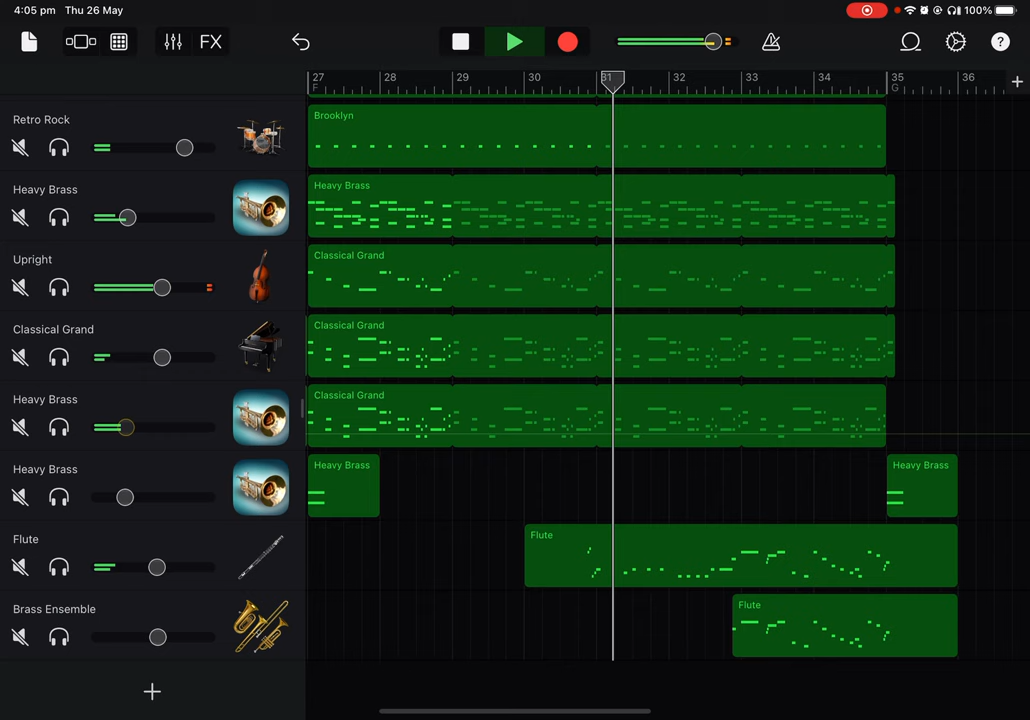 4:05 pm Thu 26 May
100%
FX
?
27 28 29 30 31 32 33 34 35 36 +
F G
Retro Rock
Brooklyn
Heavy Brass
Heavy Brass
Upright
Classical Grand
Classical Grand
Classical Grand
Heavy Brass
Classical Grand
Heavy Brass
Heavy Brass
Heavy Brass
Flute
Flute
Brass Ensemble
Flute
+